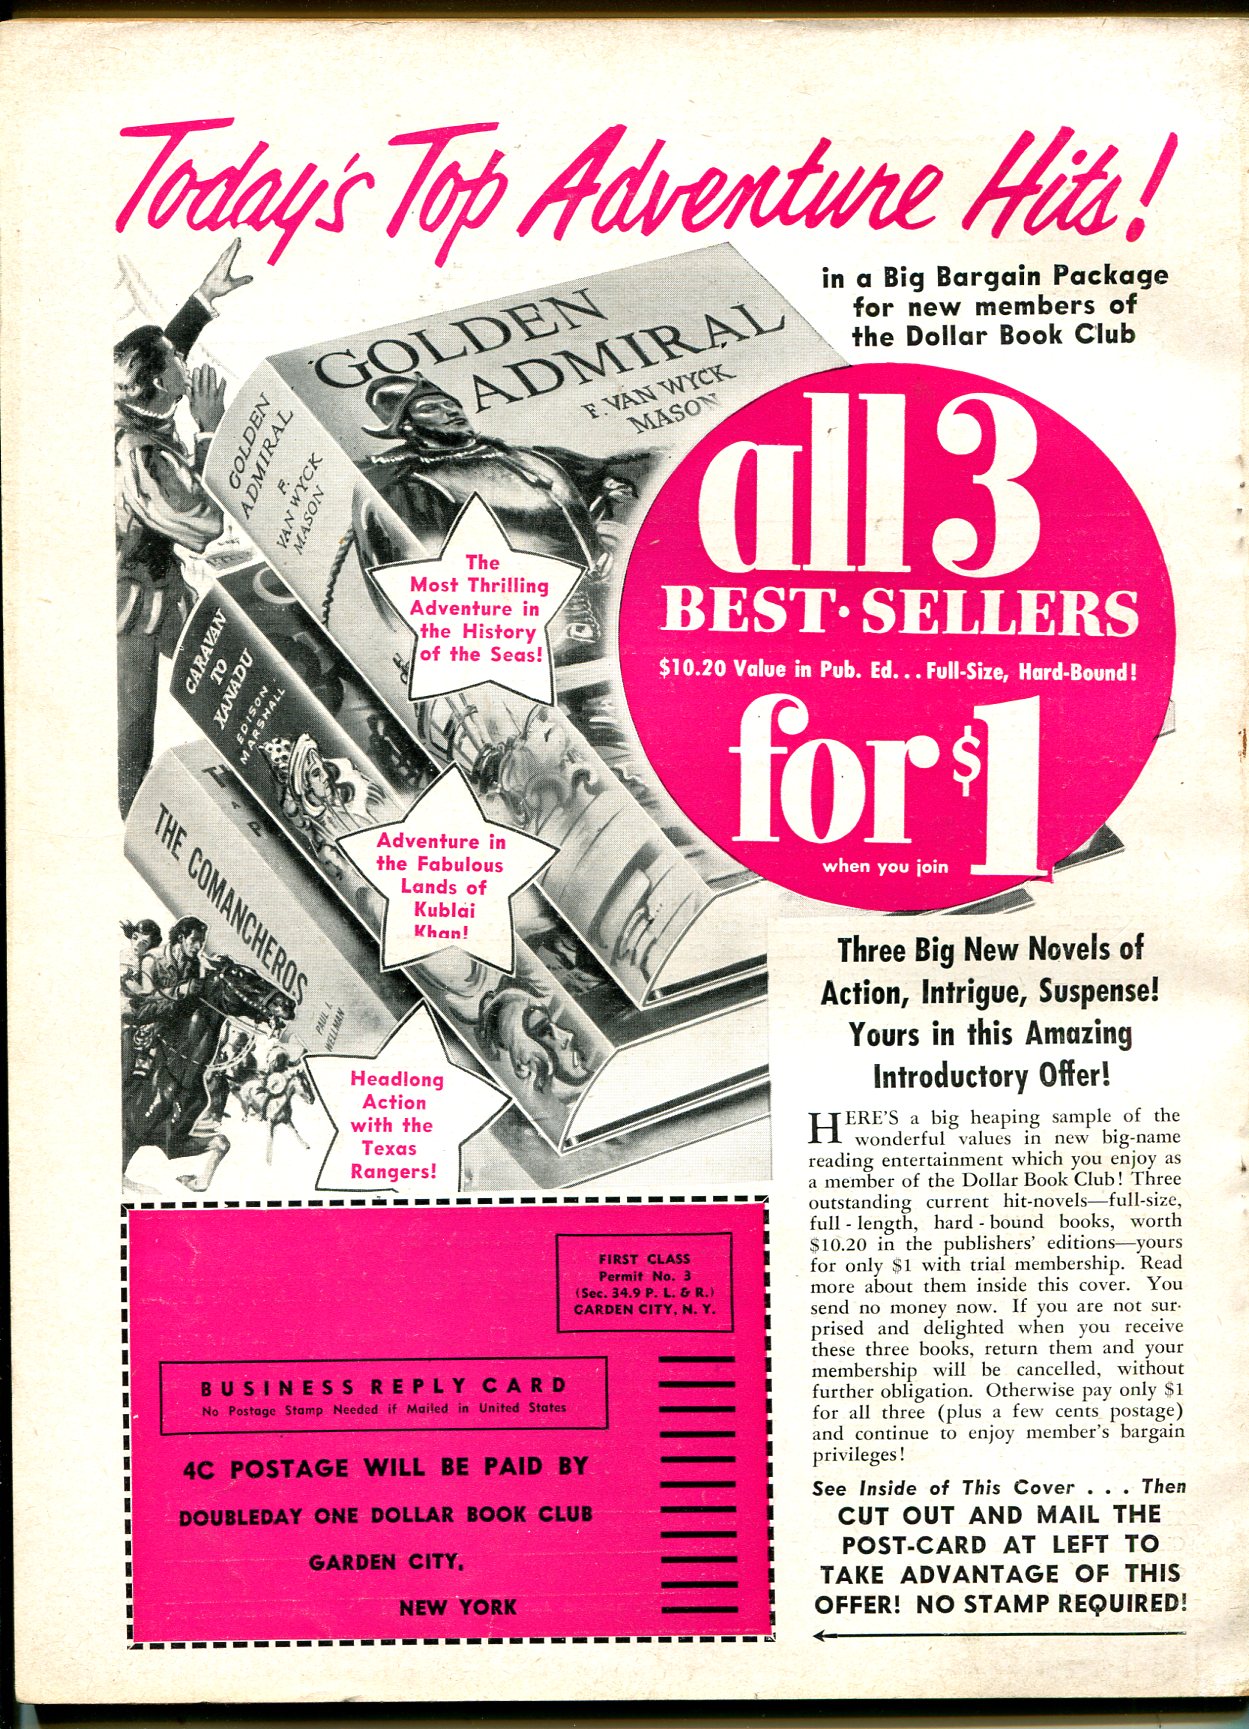 Today's Top Adventure Hits!
in a Big Bargain Package
for new members of
the Dollar Book Club
GOLDEN
ADMIRAL
F. VAN WYCK
MASON
GOLDEN
ADMIRAL
F.
VAN WYCK
MASON
all 3
BEST·SELLERS
$10.20 Value in Pub. Ed... Full-Size, Hard-Bound!
for $1
when you join
The
Most Thrilling
Adventure in
the History
of the Seas!
CARAVAN
TO
XANADU
EDISON
MARSHALL
Adventure in
the Fabulous
Lands of
Kublai
Khan!
THE COMANCHEROS
PAUL I.
WELLMAN
Headlong
Action
with the
Texas
Rangers!
Three Big New Novels of
Action, Intrigue, Suspense!
Yours in this Amazing
Introductory Offer!
HERE'S a big heaping sample of the
wonderful values in new big-name
reading entertainment which you enjoy as
a member of the Dollar Book Club! Three
outstanding current hit-novels—full-size,
full - length, hard - bound books, worth
$10.20 in the publishers' editions—yours
for only $1 with trial membership. Read
more about them inside this cover. You
send no money now. If you are not sur-
prised and delighted when you receive
these three books, return them and your
membership will be cancelled, without
further obligation. Otherwise pay only $1
for all three (plus a few cents postage)
and continue to enjoy member's bargain
privileges!
See Inside of This Cover . . . Then
CUT OUT AND MAIL THE
POST-CARD AT LEFT TO
TAKE ADVANTAGE OF THIS
OFFER! NO STAMP REQUIRED!
FIRST CLASS
Permit No. 3
(Sec. 34.9 P. L. & R.)
GARDEN CITY, N. Y.
BUSINESS REPLY CARD
No Postage Stamp Needed if Mailed in United States
4C POSTAGE WILL BE PAID BY
DOUBLEDAY ONE DOLLAR BOOK CLUB
GARDEN CITY,
NEW YORK